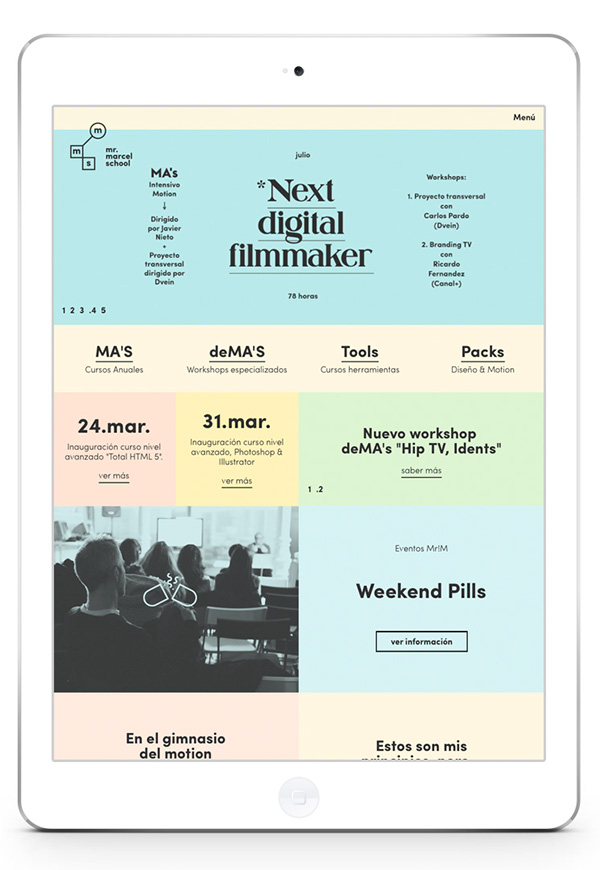 Menú
m
m
s
mr.
marcel
school
MA's
Intensivo
Motion
↓
Dirigido
por Javier
Nieto
+
Proyecto
transversal
dirigido por
Dvein
julio
*Next
digital
filmmaker
78 horas
Workshops:
1. Proyecto transversal
con
Carlos Pardo
(Dvein)
2. Branding TV
con
Ricardo
Fernandez
(Canal+)
1 2 3 .4 5
MA'S
Cursos Anuales
deMA'S
Workshops especializados
Tools
Cursos herramientas
Packs
Diseño & Motion
24.mar.
Inauguración curso nivel
avanzado "Total HTML 5".
ver más
31.mar.
Inauguración curso nivel
avanzado, Photoshop &
Illustrator
ver más
Nuevo workshop
deMA's "Hip TV, Idents"
saber más
1 .2
Eventos Mr!M
Weekend Pills
ver información
En el gimnasio
del motion
Estos son mis
principios, pero